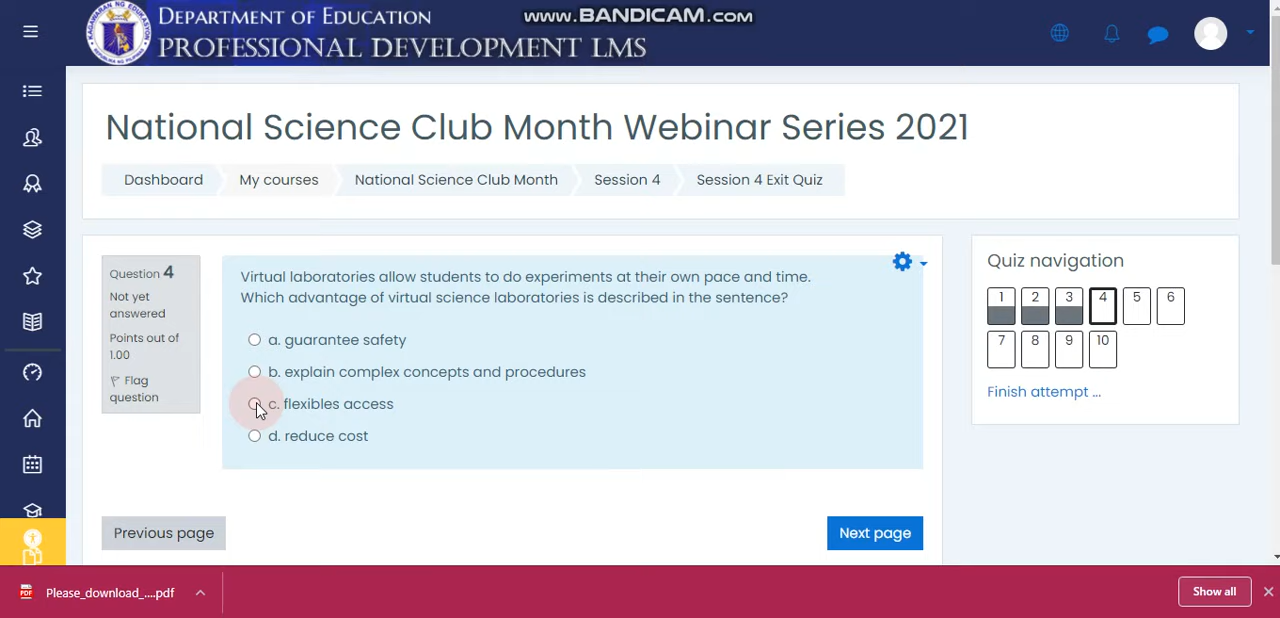 DEPARTMENT OF EDUCATION
PROFESSIONAL DEVELOPMENT LMS
www.BANDICAM.com
National Science Club Month Webinar Series 2021
Dashboard
My courses
National Science Club Month
Session 4
Session 4 Exit Quiz
Question 4
Not yet
answered
Points out of
1.00
Flag
question
Virtual laboratories allow students to do experiments at their own pace and time.
Which advantage of virtual science laboratories is described in the sentence?
a. guarantee safety
b. explain complex concepts and procedures
c. flexibles access
d. reduce cost
Previous page
Next page
Quiz navigation
1 2 3 4 5 6
7 8 9 10
Finish attempt ...
PDF
Please_download_....pdf
Show all